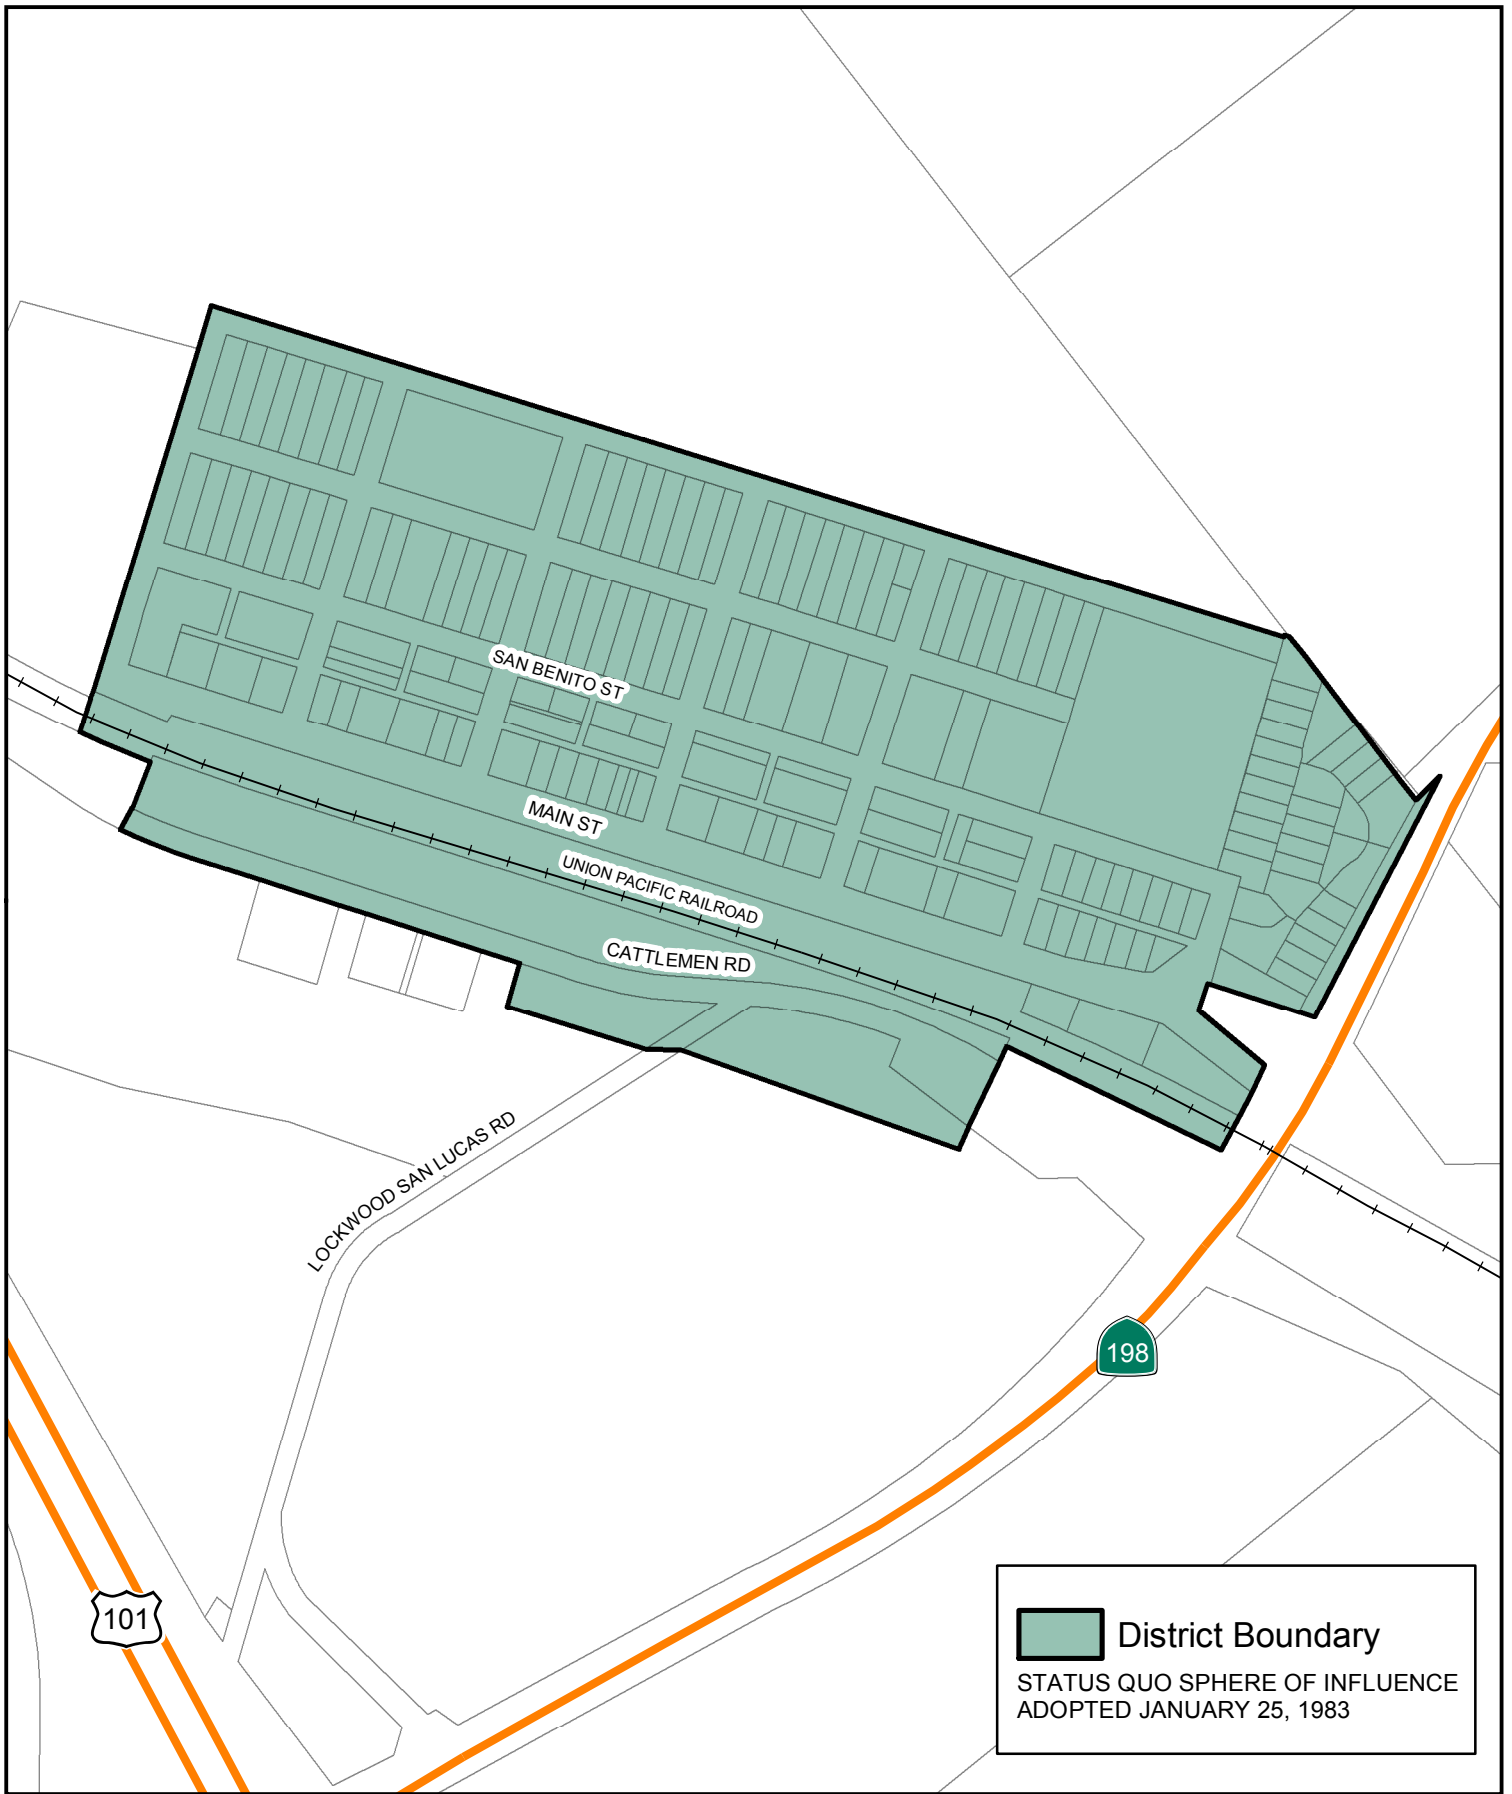 SAN BENITO ST
MAIN ST
UNION PACIFIC RAILROAD
CATTLEMEN RD
LOCKWOOD SAN LUCAS RD
198
101
District Boundary
STATUS QUO SPHERE OF INFLUENCE
ADOPTED JANUARY 25, 1983